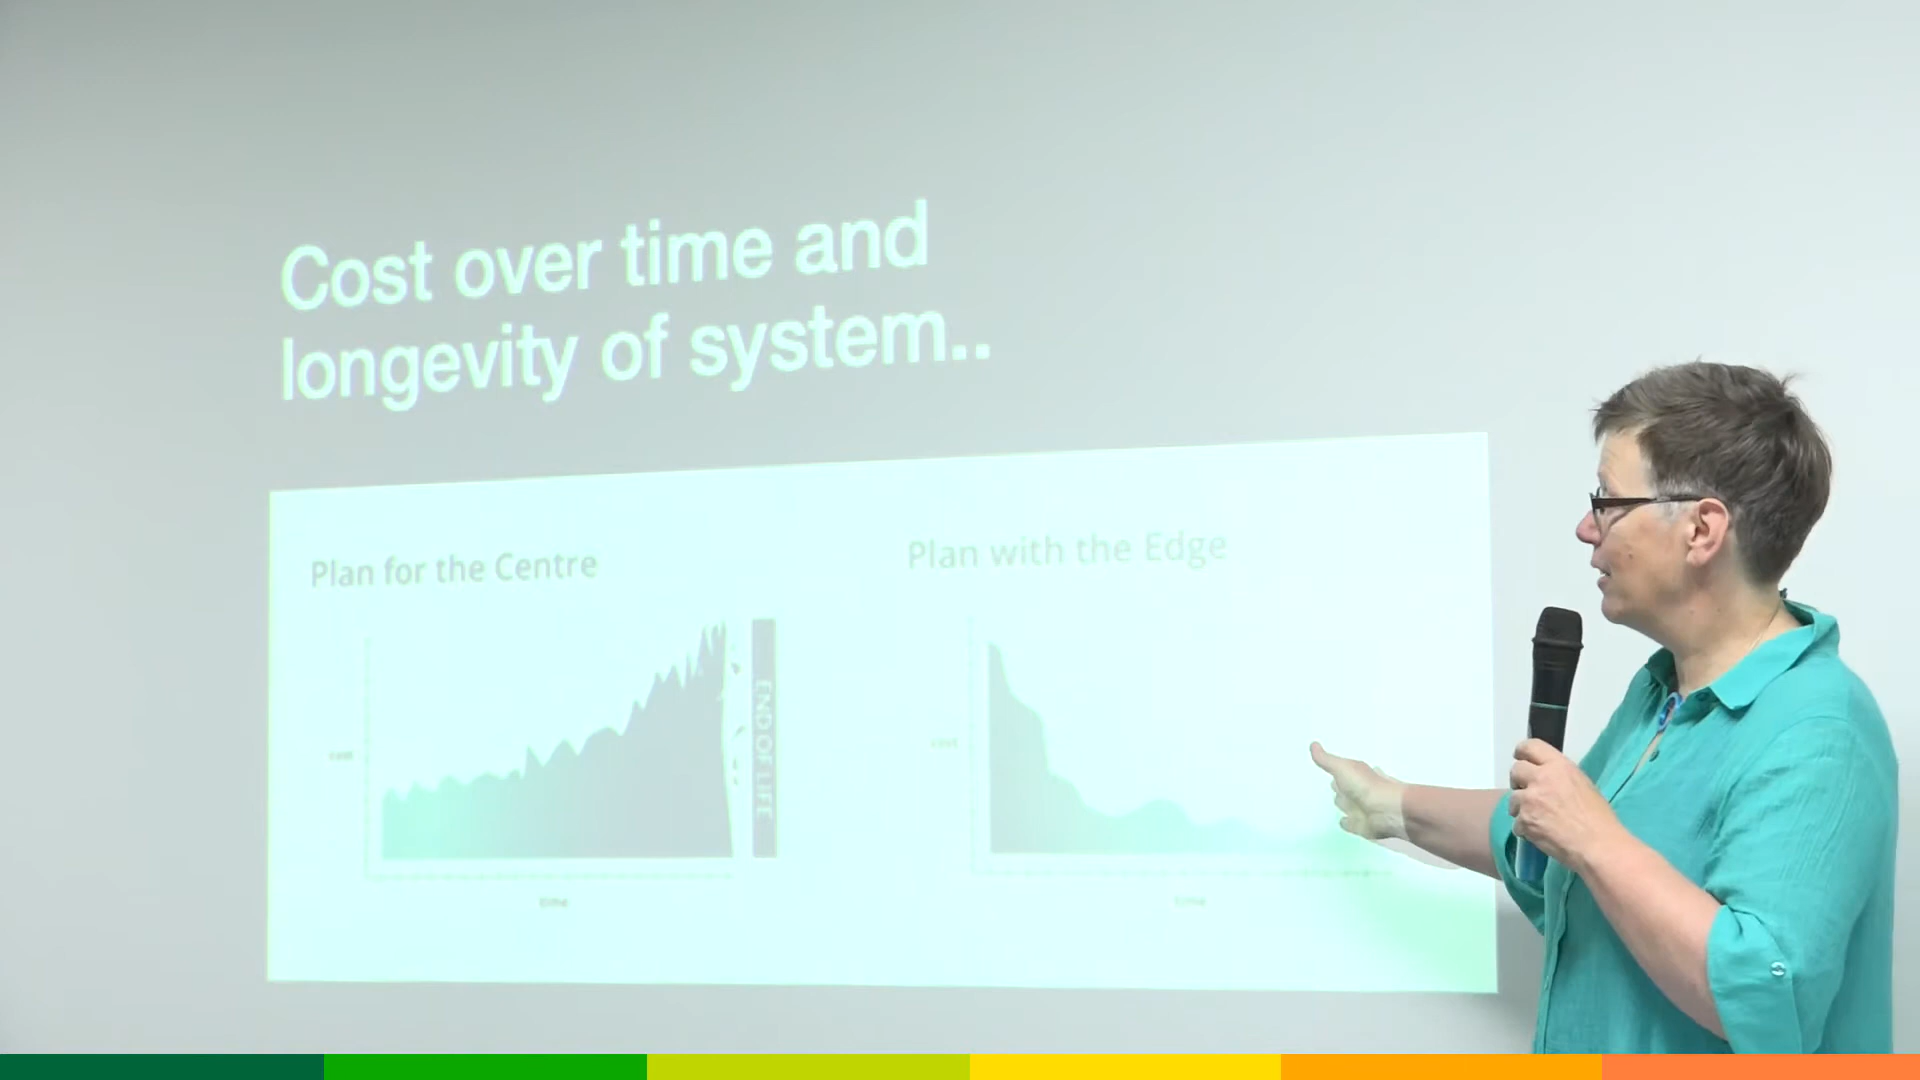 Cost over time and
longevity of system..
Plan for the Centre
Plan with the Edge
cost
END OF LIFE
time
cost
time